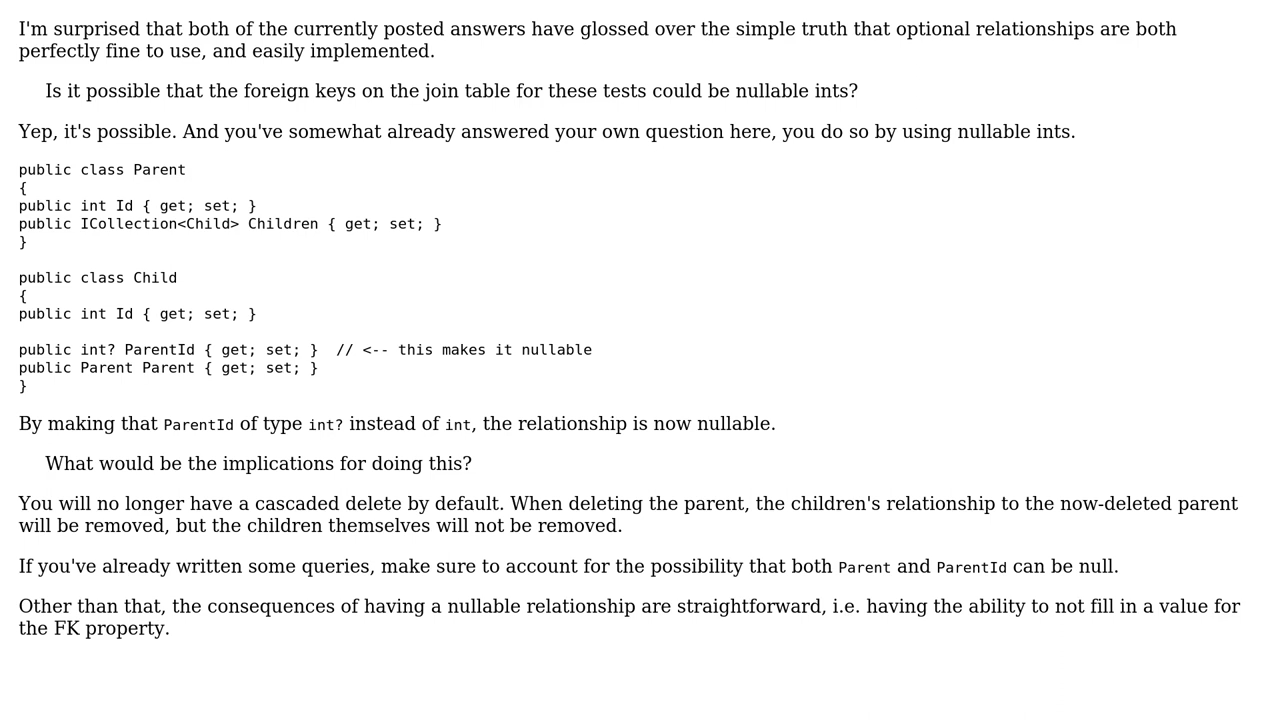 I'm surprised that both of the currently posted answers have glossed over the simple truth that optional relationships are both
perfectly fine to use, and easily implemented.
Is it possible that the foreign keys on the join table for these tests could be nullable ints?
Yep, it's possible. And you've somewhat already answered your own question here, you do so by using nullable ints.
public class Parent
{
public int Id { get; set; }
public ICollection<Child> Children { get; set; }
}
public class Child
{
public int Id { get; set; }
public int? ParentId { get; set; }  // <-- this makes it nullable
public Parent Parent { get; set; }
}
By making that ParentId of type int? instead of int, the relationship is now nullable.
What would be the implications for doing this?
You will no longer have a cascaded delete by default. When deleting the parent, the children's relationship to the now-deleted parent
will be removed, but the children themselves will not be removed.
If you've already written some queries, make sure to account for the possibility that both Parent and ParentId can be null.
Other than that, the consequences of having a nullable relationship are straightforward, i.e. having the ability to not fill in a value for
the FK property.